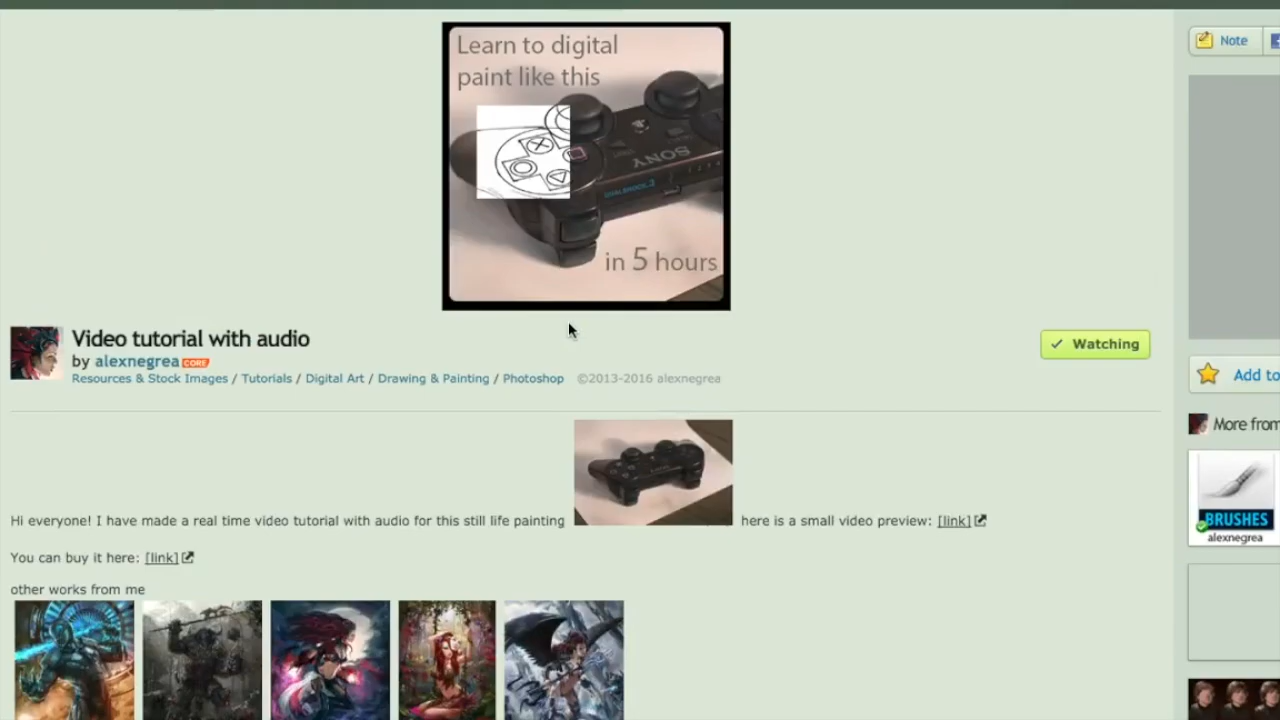 Learn to digital
paint like this
SONY
in 5 hours
Note
Video tutorial with audio
by alexnegrea CORE
Watching
Resources & Stock Images / Tutorials / Digital Art / Drawing & Painting / Photoshop ©2013-2016 alexnegrea
Add to
More from
BRUSHES
alexnegrea
Hi everyone! I have made a real time video tutorial with audio for this still life painting here is a small video preview: [link]
You can buy it here: [link]
other works from me